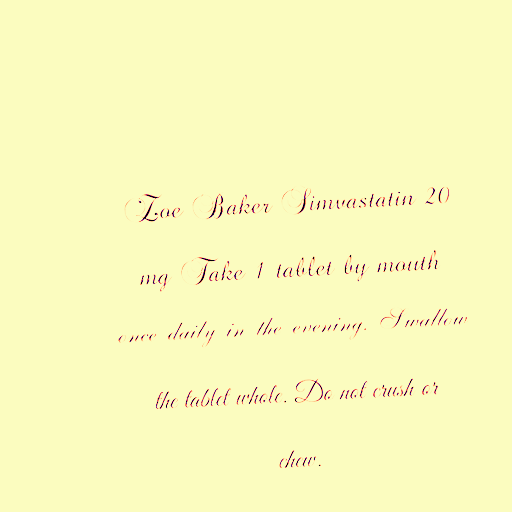 Zoe Baker Simvastatin 20
mg Take 1 tablet by mouth
once daily in the evening. Swallow
the tablet whole. Do not crush or
chew.